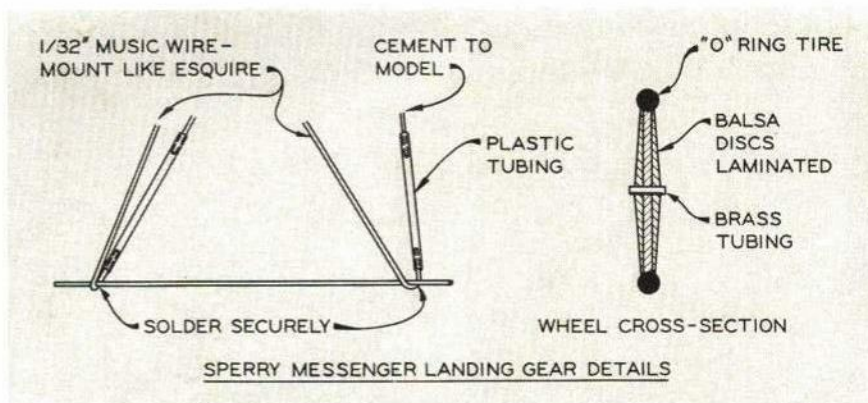 1/32" MUSIC WIRE-
MOUNT LIKE ESQUIRE
CEMENT TO
MODEL
PLASTIC
TUBING
"O" RING TIRE
BALSA
DISCS
LAMINATED
BRASS
TUBING
SOLDER SECURELY
WHEEL CROSS-SECTION
SPERRY MESSENGER LANDING GEAR DETAILS